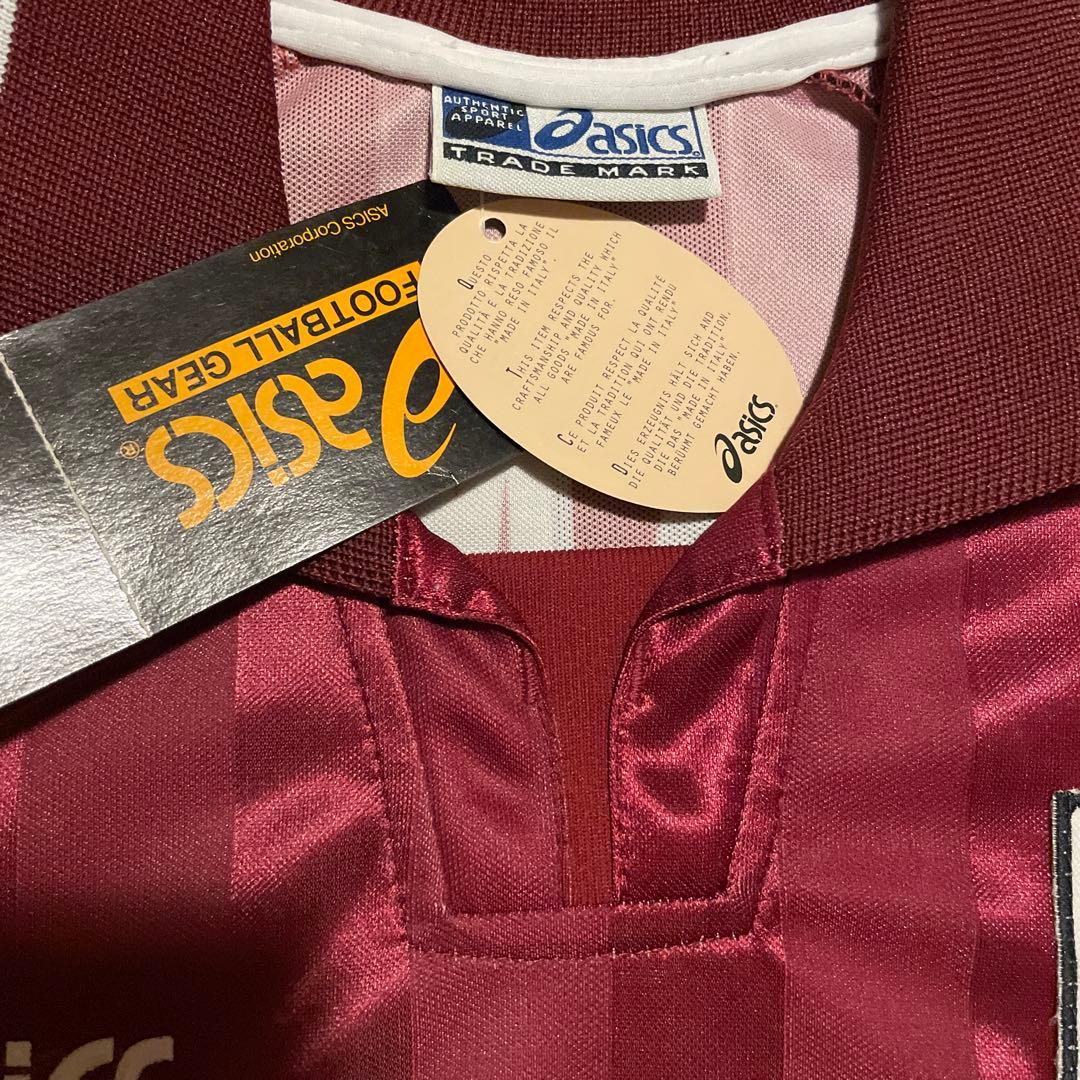 AUTHENTIC
SPORT
APPAREL
asics
TRADE MARK
ASICS Corporation
FOOTBALL GEAR
asics®
QUESTO
PRODOTTO RISPETTA LA
QUALITÀ E LA TRADIZIONE
CHE HANNO RESO FAMOSO IL
"MADE IN ITALY".
THIS ITEM RESPECTS THE
CRAFTSMANSHIP AND QUALITY WHICH
ALL GOODS "MADE IN ITALY"
ARE FAMOUS FOR.
CE PRODUIT RESPECT LA QUALITÉ
ET LA TRADITION QUI ONT RENDU
FAMEUX LE "MADE IN ITALY"
DIES ERZEUGNIS HÄLT SICH AND
DIE QUALITÄT UND DIE TRADITION,
DIE DAS "MADE IN ITALY"
BERÜHMT GEMACHT HABEN.
asics